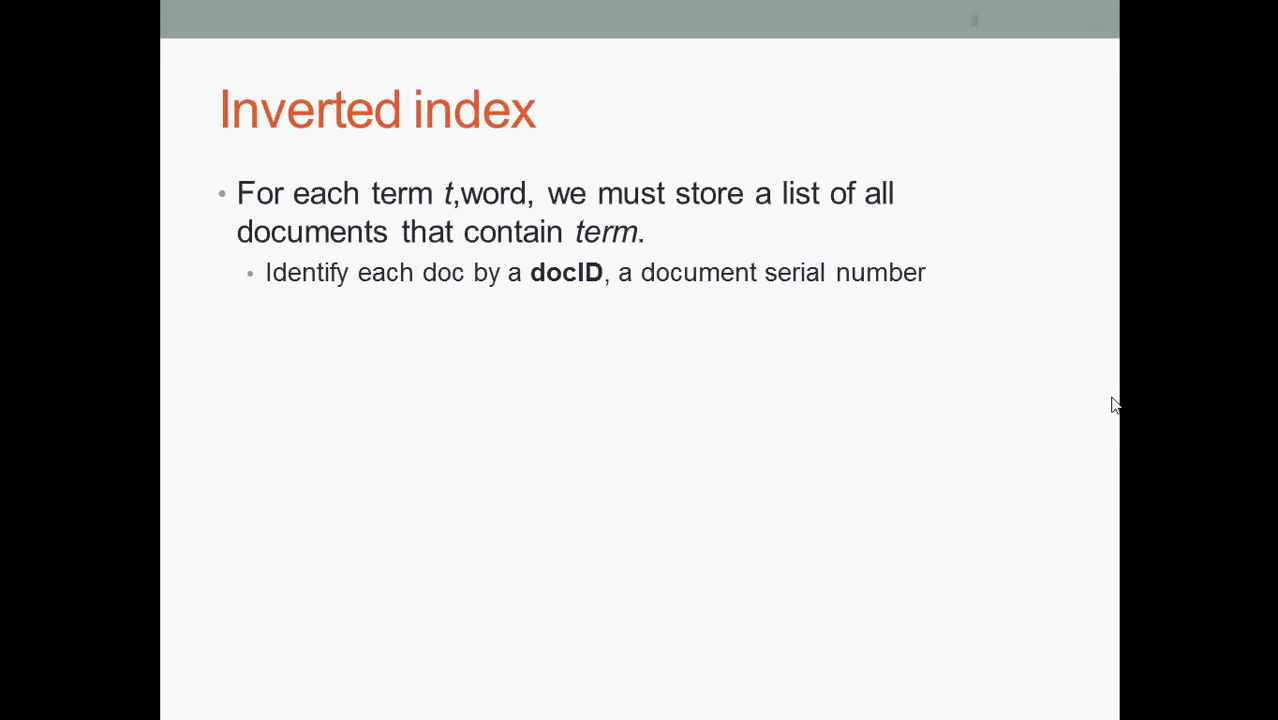 Inverted index
• For each term t,word, we must store a list of all
documents that contain term.
• Identify each doc by a docID, a document serial number